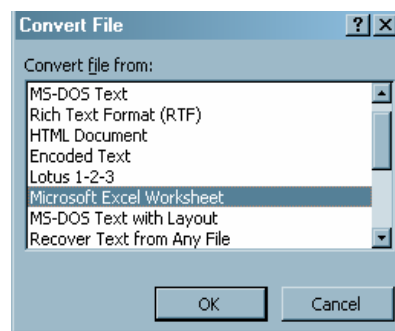 Convert File
Convert file from:
MS-DOS Text
Rich Text Format (RTF)
HTML Document
Encoded Text
Lotus 1-2-3
Microsoft Excel Worksheet
MS-DOS Text with Layout
Recover Text from Any File
OK Cancel